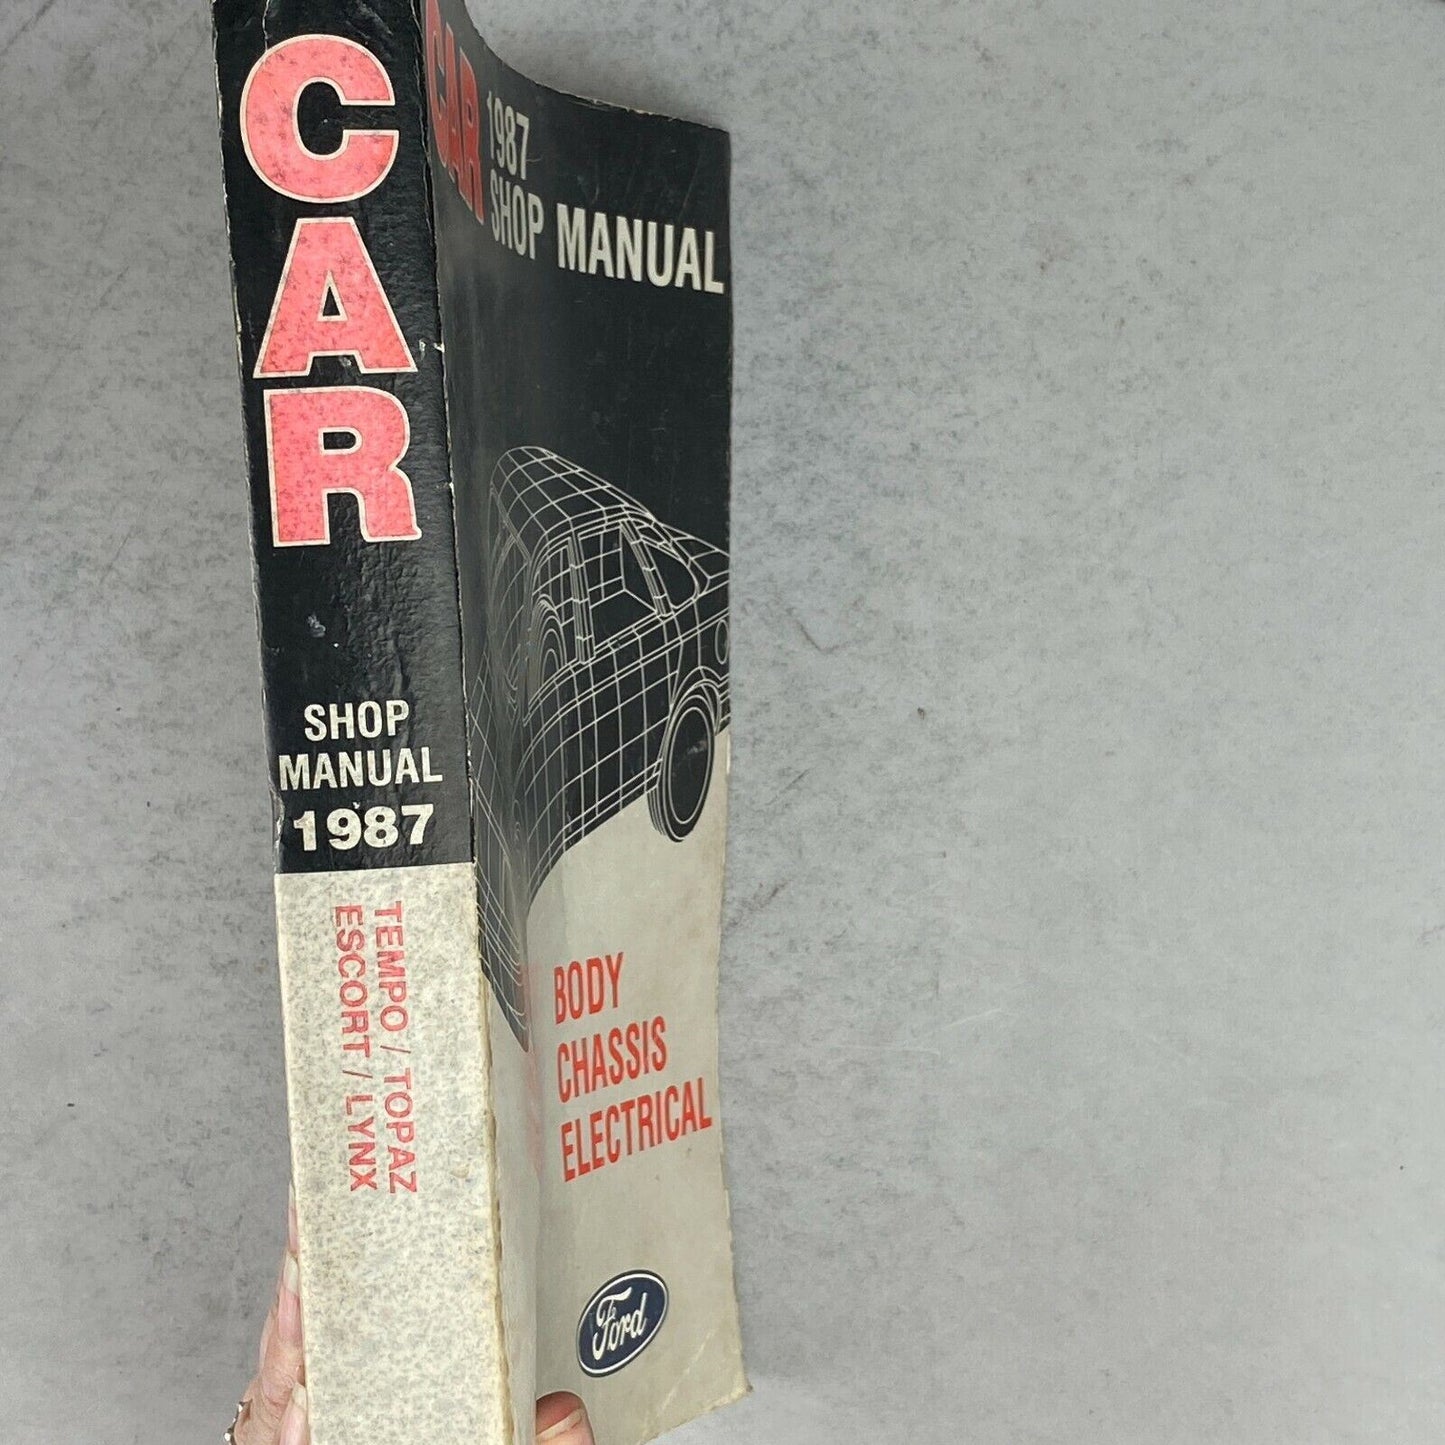 CAR
SHOP
MANUAL
1987
TEMPO / TOPAZ
ESCORT / LYNX
CAR
1987
SHOP MANUAL
BODY
CHASSIS
ELECTRICAL
Ford